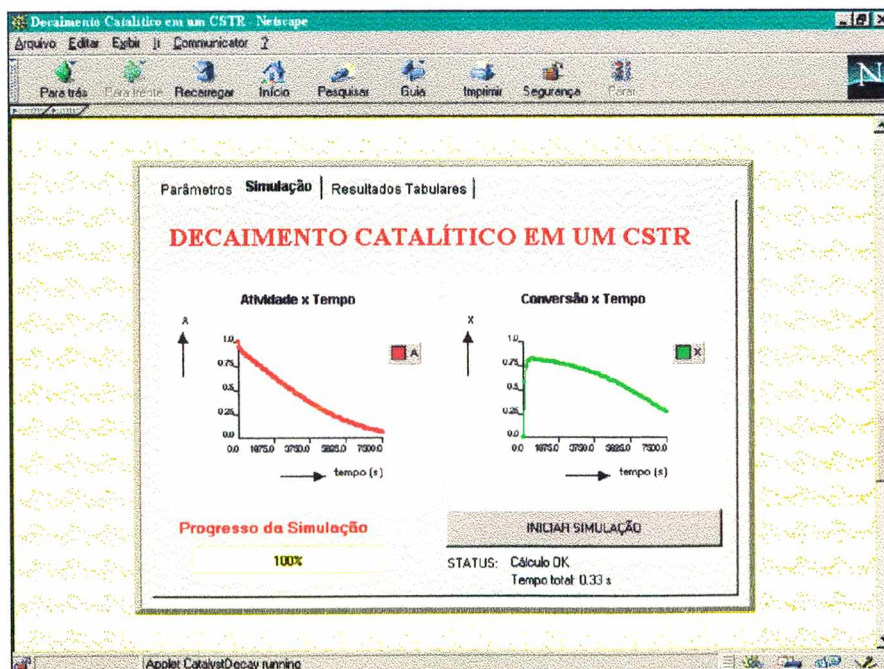 Decaimento Catalítico em um CSTR - Netscape
Arquivo Editar Exibir Ir Communicator ?
Para trás Para frente Recarregar Início Pesquisar Guia Imprimir Segurança Parar
N
Parâmetros Simulação Resultados Tabulares
DECAIMENTO CATALÍTICO EM UM CSTR
Atividade x Tempo
A
1.0
0.75
0.5
0.25
0.0
0.0 1875.0 3750.0 5625.0 7500.0
tempo (s)
A
Conversão x Tempo
X
1.0
0.75
0.5
0.25
0.0
0.0 1875.0 3750.0 5625.0 7500.0
tempo (s)
X
Progresso da Simulação
100%
INICIAR SIMULAÇÃO
STATUS: Cálculo OK
Tempo total: 0.33 s
Applet CatalystDecay running